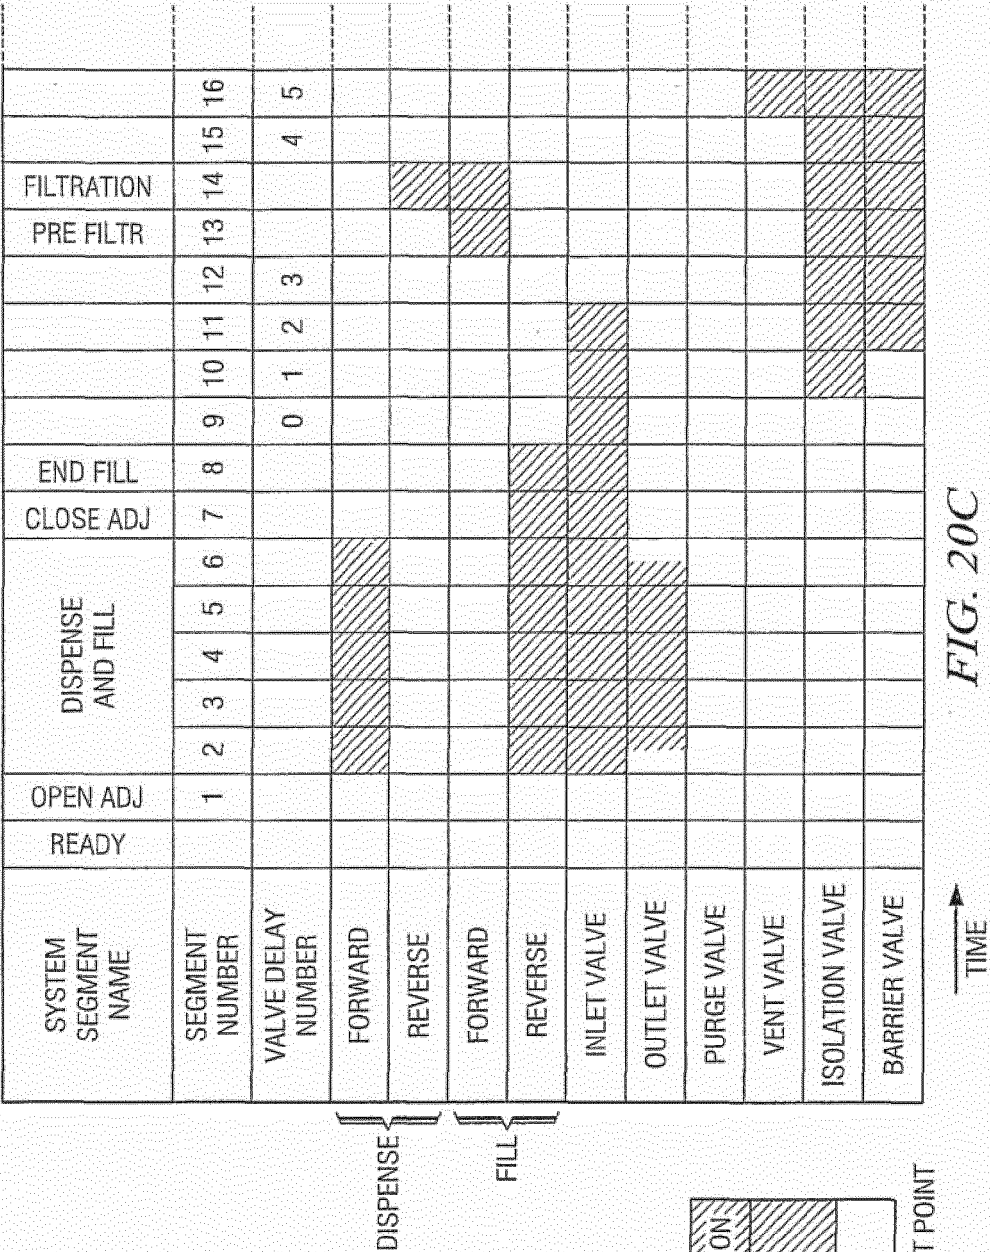 SYSTEM
SEGMENT
NAME
READY
OPEN ADJ
DISPENSE
AND FILL
CLOSE ADJ
END FILL
PRE FILTR
FILTRATION
SEGMENT
NUMBER
1 2 3 4 5 6 7 8 9 10 11 12 13 14 15 16
VALVE DELAY
NUMBER
0 1 2 3 4 5
DISPENSE
FORWARD
REVERSE
FILL
FORWARD
REVERSE
INLET VALVE
OUTLET VALVE
PURGE VALVE
VENT VALVE
ISOLATION VALVE
BARRIER VALVE
ON
T POINT
TIME
FIG. 20C